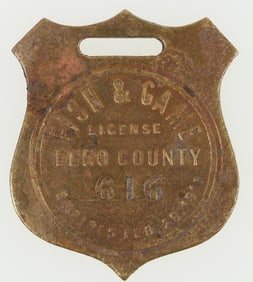 FISH & GAME
LICENSE
ELKO COUNTY
616